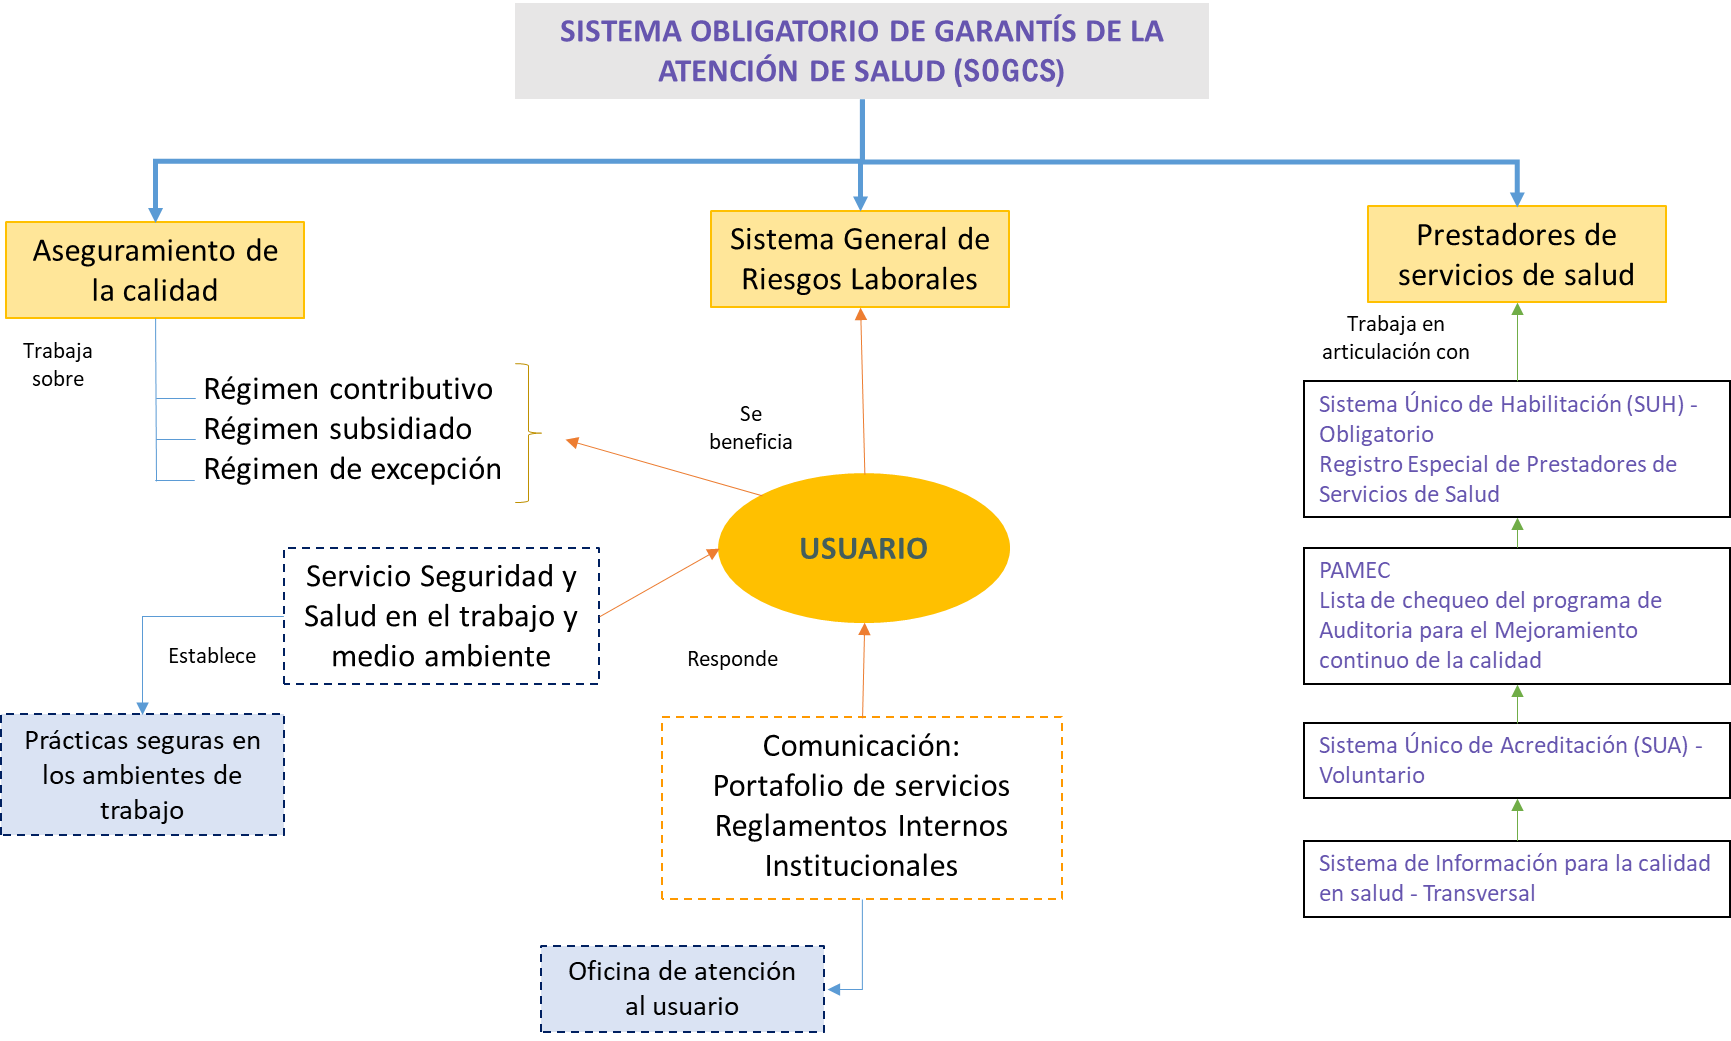 SISTEMA OBLIGATORIO DE GARANTÍS DE LA
ATENCIÓN DE SALUD (SOGCS)
Aseguramiento de
la calidad
Sistema General de
Riesgos Laborales
Prestadores de
servicios de salud
Trabaja
sobre
Régimen contributivo
Régimen subsidiado
Régimen de excepción
Se
beneficia
Trabaja en
articulación con
USUARIO
Servicio Seguridad y
Salud en el trabajo y
medio ambiente
Establece
Responde
Prácticas seguras en
los ambientes de
trabajo
Comunicación:
Portafolio de servicios
Reglamentos Internos
Institucionales
Oficina de atención
al usuario
Sistema Único de Habilitación (SUH) -
Obligatorio
Registro Especial de Prestadores de
Servicios de Salud
PAMEC
Lista de chequeo del programa de
Auditoria para el Mejoramiento
continuo de la calidad
Sistema Único de Acreditación (SUA) -
Voluntario
Sistema de Información para la calidad
en salud - Transversal